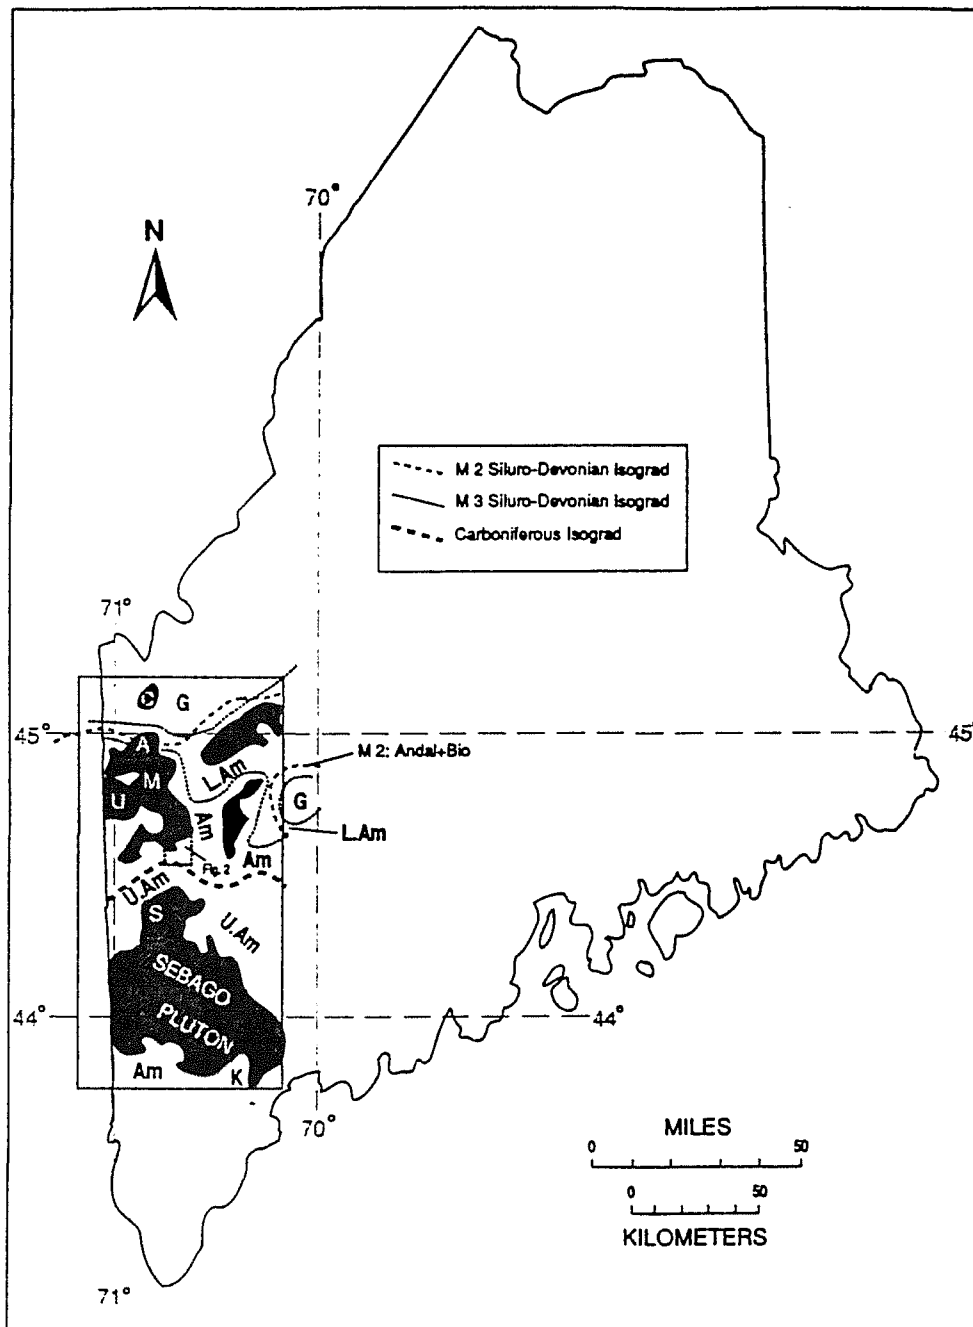 70°
N
M 2 Siluro-Devonian Isograd
M 3 Siluro-Devonian Isograd
Carboniferous Isograd
71°
G
45°
45°
A
M 2: Andal+Bio
L.Am
M
U
G
Am
L.Am
Am
Fig. 2
U.Am
S
U.Am
SEBAGO
PLUTON
44°
44°
Am
K
70°
MILES
0 50
0 50
KILOMETERS
71°